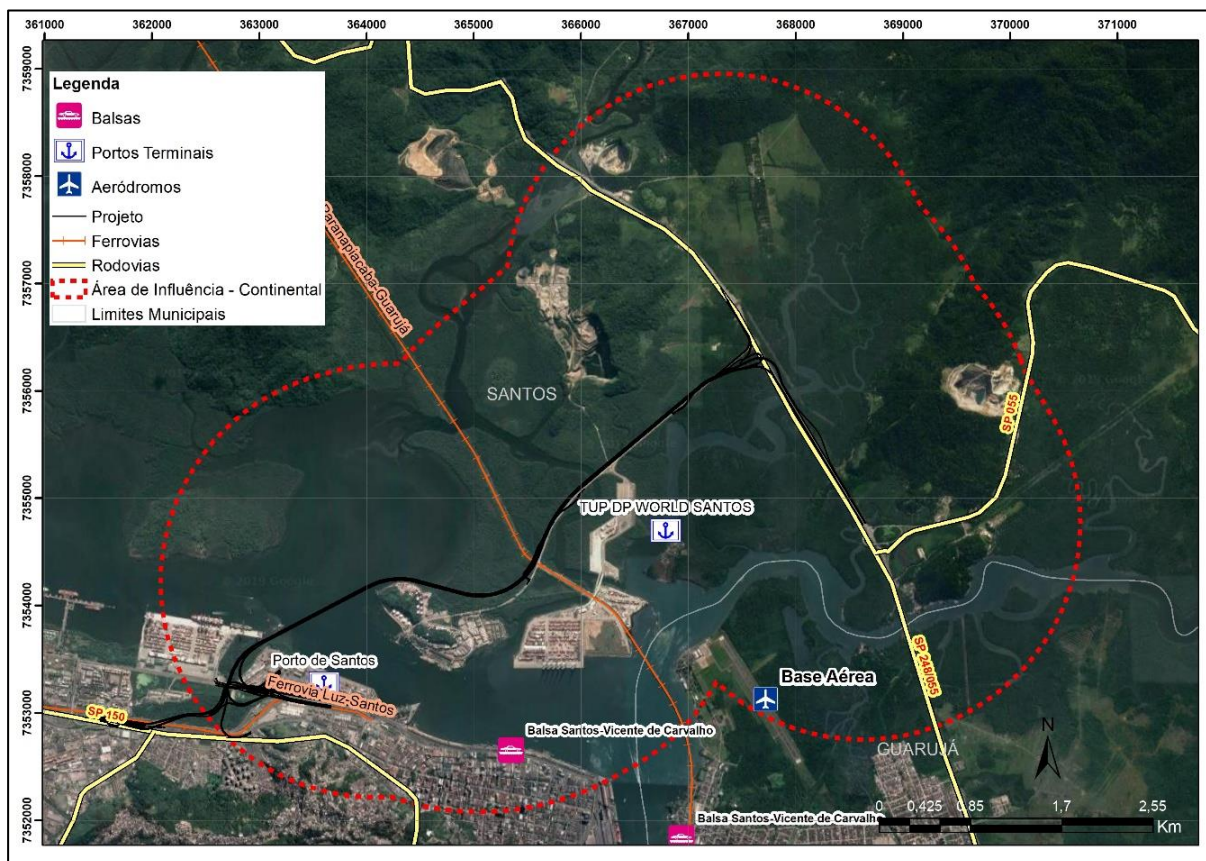 361000 362000 363000 364000 365000 366000 367000 368000 369000 370000 371000
7359000
7358000
7357000
7356000
7355000
7354000
7353000
7352000
Legenda
Balsas
Portos Terminais
Aeródromos
Projeto
Ferrovias
Rodovias
Área de Influência - Continental
Limites Municipais
Paranapiacaba-Guarujá
SANTOS
SP 055
TUP DP WORLD SANTOS
© 2019 Google
Porto de Santos
Ferrovia Luz-Santos
SP 150
Base Aérea
SP 248/055
Balsa Santos-Vicente de Carvalho
GUARUJÁ
N
0 0,425 0,85 1,7 2,55
Km
Balsa Santos-Vicente de Carvalho